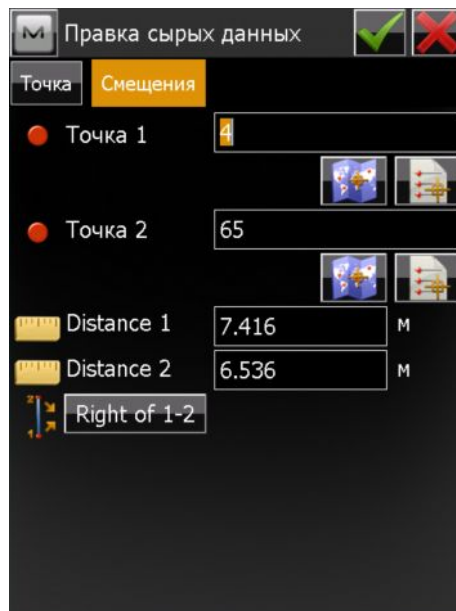 Правка сырых данных
Точка Смещения
Точка 1 4
Точка 2 65
Distance 1 7.416 м
Distance 2 6.536 м
Right of 1-2